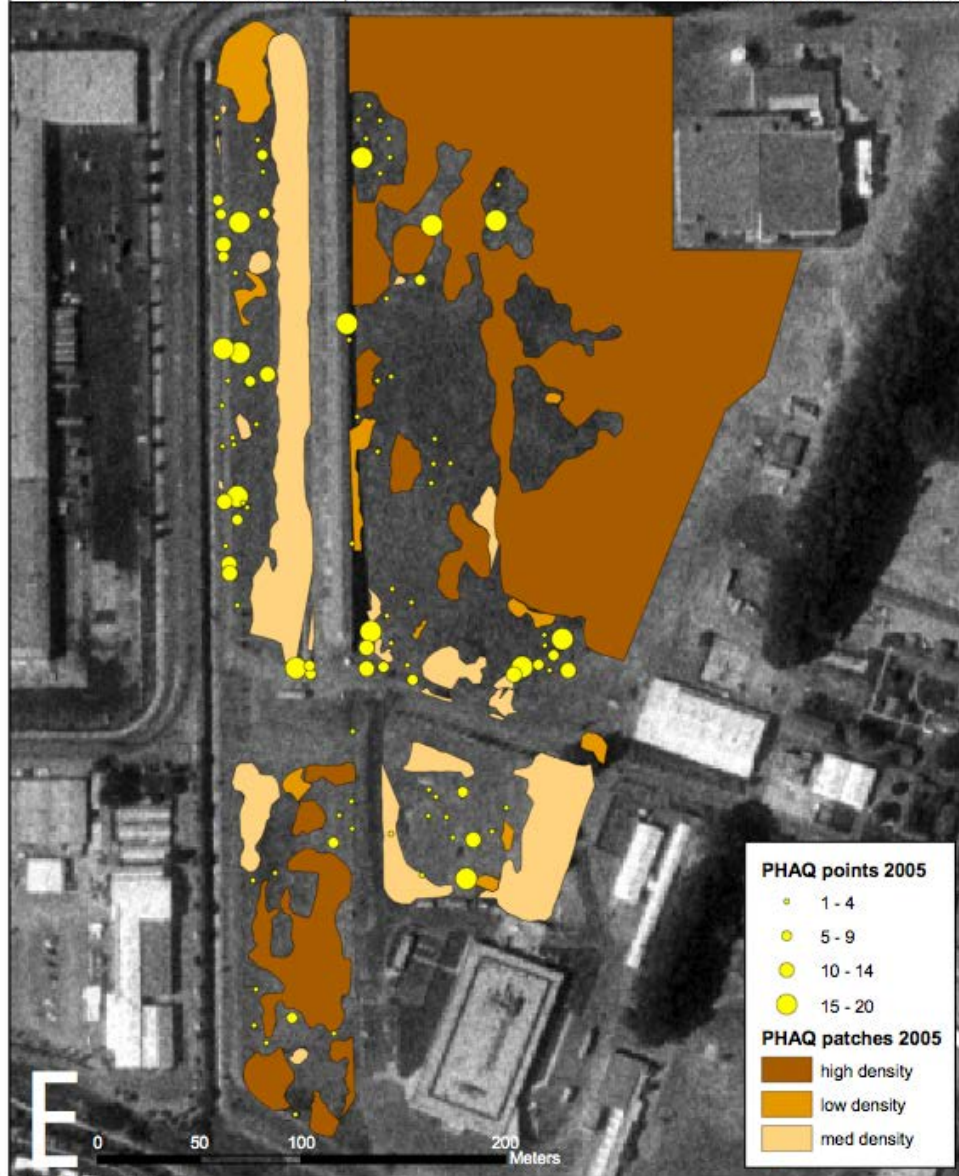 PHAQ points 2005
1 - 4
5 - 9
10 - 14
15 - 20
PHAQ patches 2005
high density
low density
med density
E
0 50 100 200
Meters